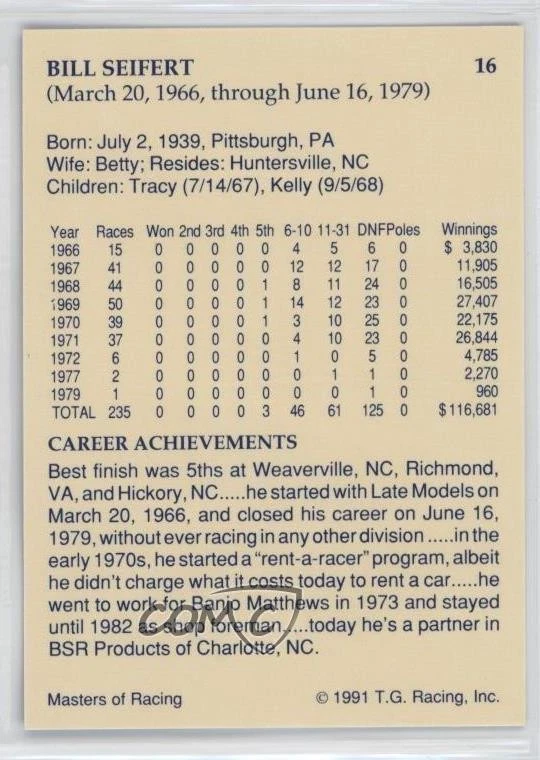 BILL SEIFERT 16
(March 20, 1966, through June 16, 1979)
Born: July 2, 1939, Pittsburgh, PA
Wife: Betty; Resides: Huntersville, NC
Children: Tracy (7/14/67), Kelly (9/5/68)
Year Races Won 2nd 3rd 4th 5th 6-10 11-31 DNF Poles Winnings
1966 15 0 0 0 0 0 4 5 6 0 $ 3,830
1967 41 0 0 0 0 0 12 12 17 0 11,905
1968 44 0 0 0 0 1 8 11 24 0 16,505
1969 50 0 0 0 0 1 14 12 23 0 27,407
1970 39 0 0 0 0 1 3 10 25 0 22,175
1971 37 0 0 0 0 0 4 10 23 0 26,844
1972 6 0 0 0 0 0 1 0 5 0 4,785
1977 2 0 0 0 0 0 0 1 1 0 2,270
1979 1 0 0 0 0 0 0 0 1 0 960
TOTAL 235 0 0 0 0 3 46 61 125 0 $116,681
CAREER ACHIEVEMENTS
Best finish was 5ths at Weaverville, NC, Richmond,
VA, and Hickory, NC.....he started with Late Models on
March 20, 1966, and closed his career on June 16,
1979, without ever racing in any other division .....in the
early 1970s, he started a "rent-a-racer" program, albeit
he didn't charge what it costs today to rent a car.....he
went to work for Banjo Matthews in 1973 and stayed
until 1982 as shop foreman.....today he's a partner in
BSR Products of Charlotte, NC.
COMC
Masters of Racing © 1991 T.G. Racing, Inc.